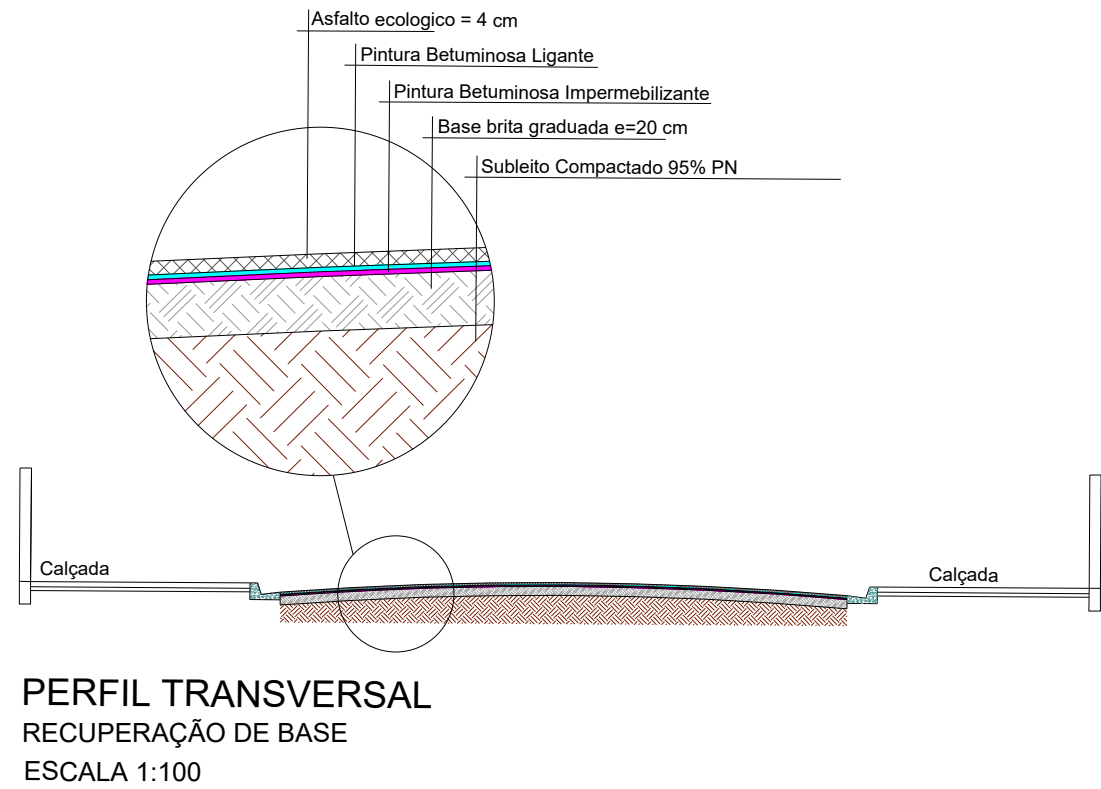 Asfalto ecologico = 4 cm
Pintura Betuminosa Ligante
Pintura Betuminosa Impermebilizante
Base brita graduada e=20 cm
Subleito Compactado 95% PN
Calçada
Calçada
PERFIL TRANSVERSAL
RECUPERAÇÃO DE BASE
ESCALA 1:100